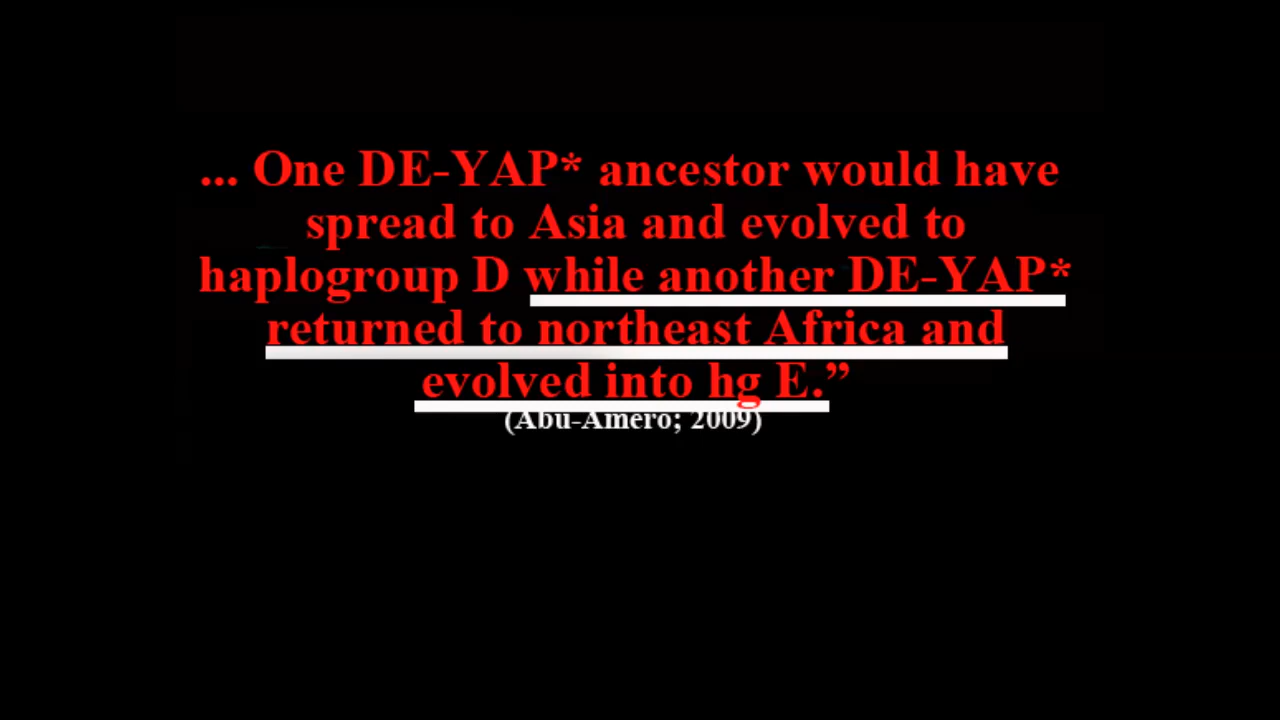 ... One DE-YAP* ancestor would have
spread to Asia and evolved to
haplogroup D while another DE-YAP*
returned to northeast Africa and
evolved into hg E.”
(Abu-Amero; 2009)